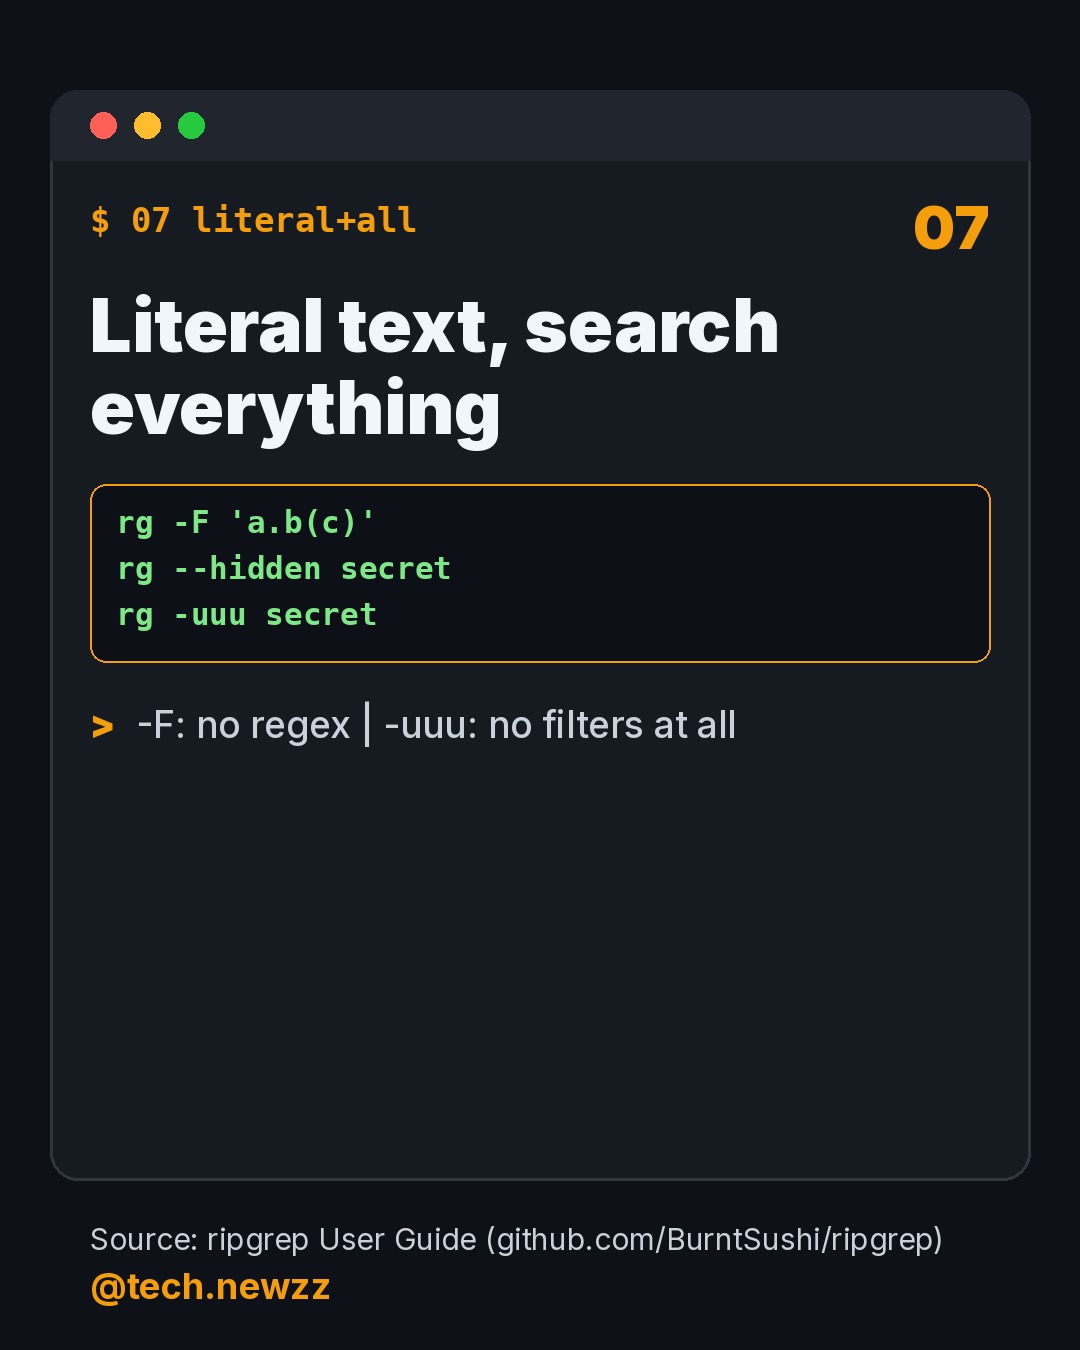 $ 07 literal+all
07
Literal text, search
everything
rg -F 'a.b(c)'
rg --hidden secret
rg -uuu secret
> -F: no regex | -uuu: no filters at all
Source: ripgrep User Guide (github.com/BurntSushi/ripgrep)
@tech.newzz